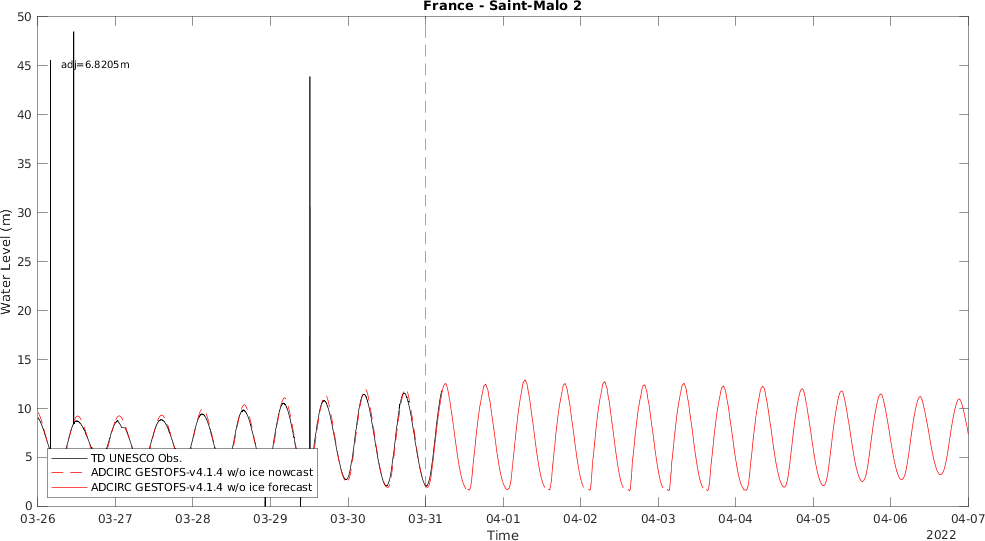 France - Saint-Malo 2
50
45
40
35
30
25
20
15
10
5
0
Water Level (m)
adj=6.8205m
TD UNESCO Obs.
ADCIRC GESTOFS-v4.1.4 w/o ice nowcast
ADCIRC GESTOFS-v4.1.4 w/o ice forecast
03-26 03-27 03-28 03-29 03-30 03-31 04-01 04-02 04-03 04-04 04-05 04-06 04-07
Time
2022